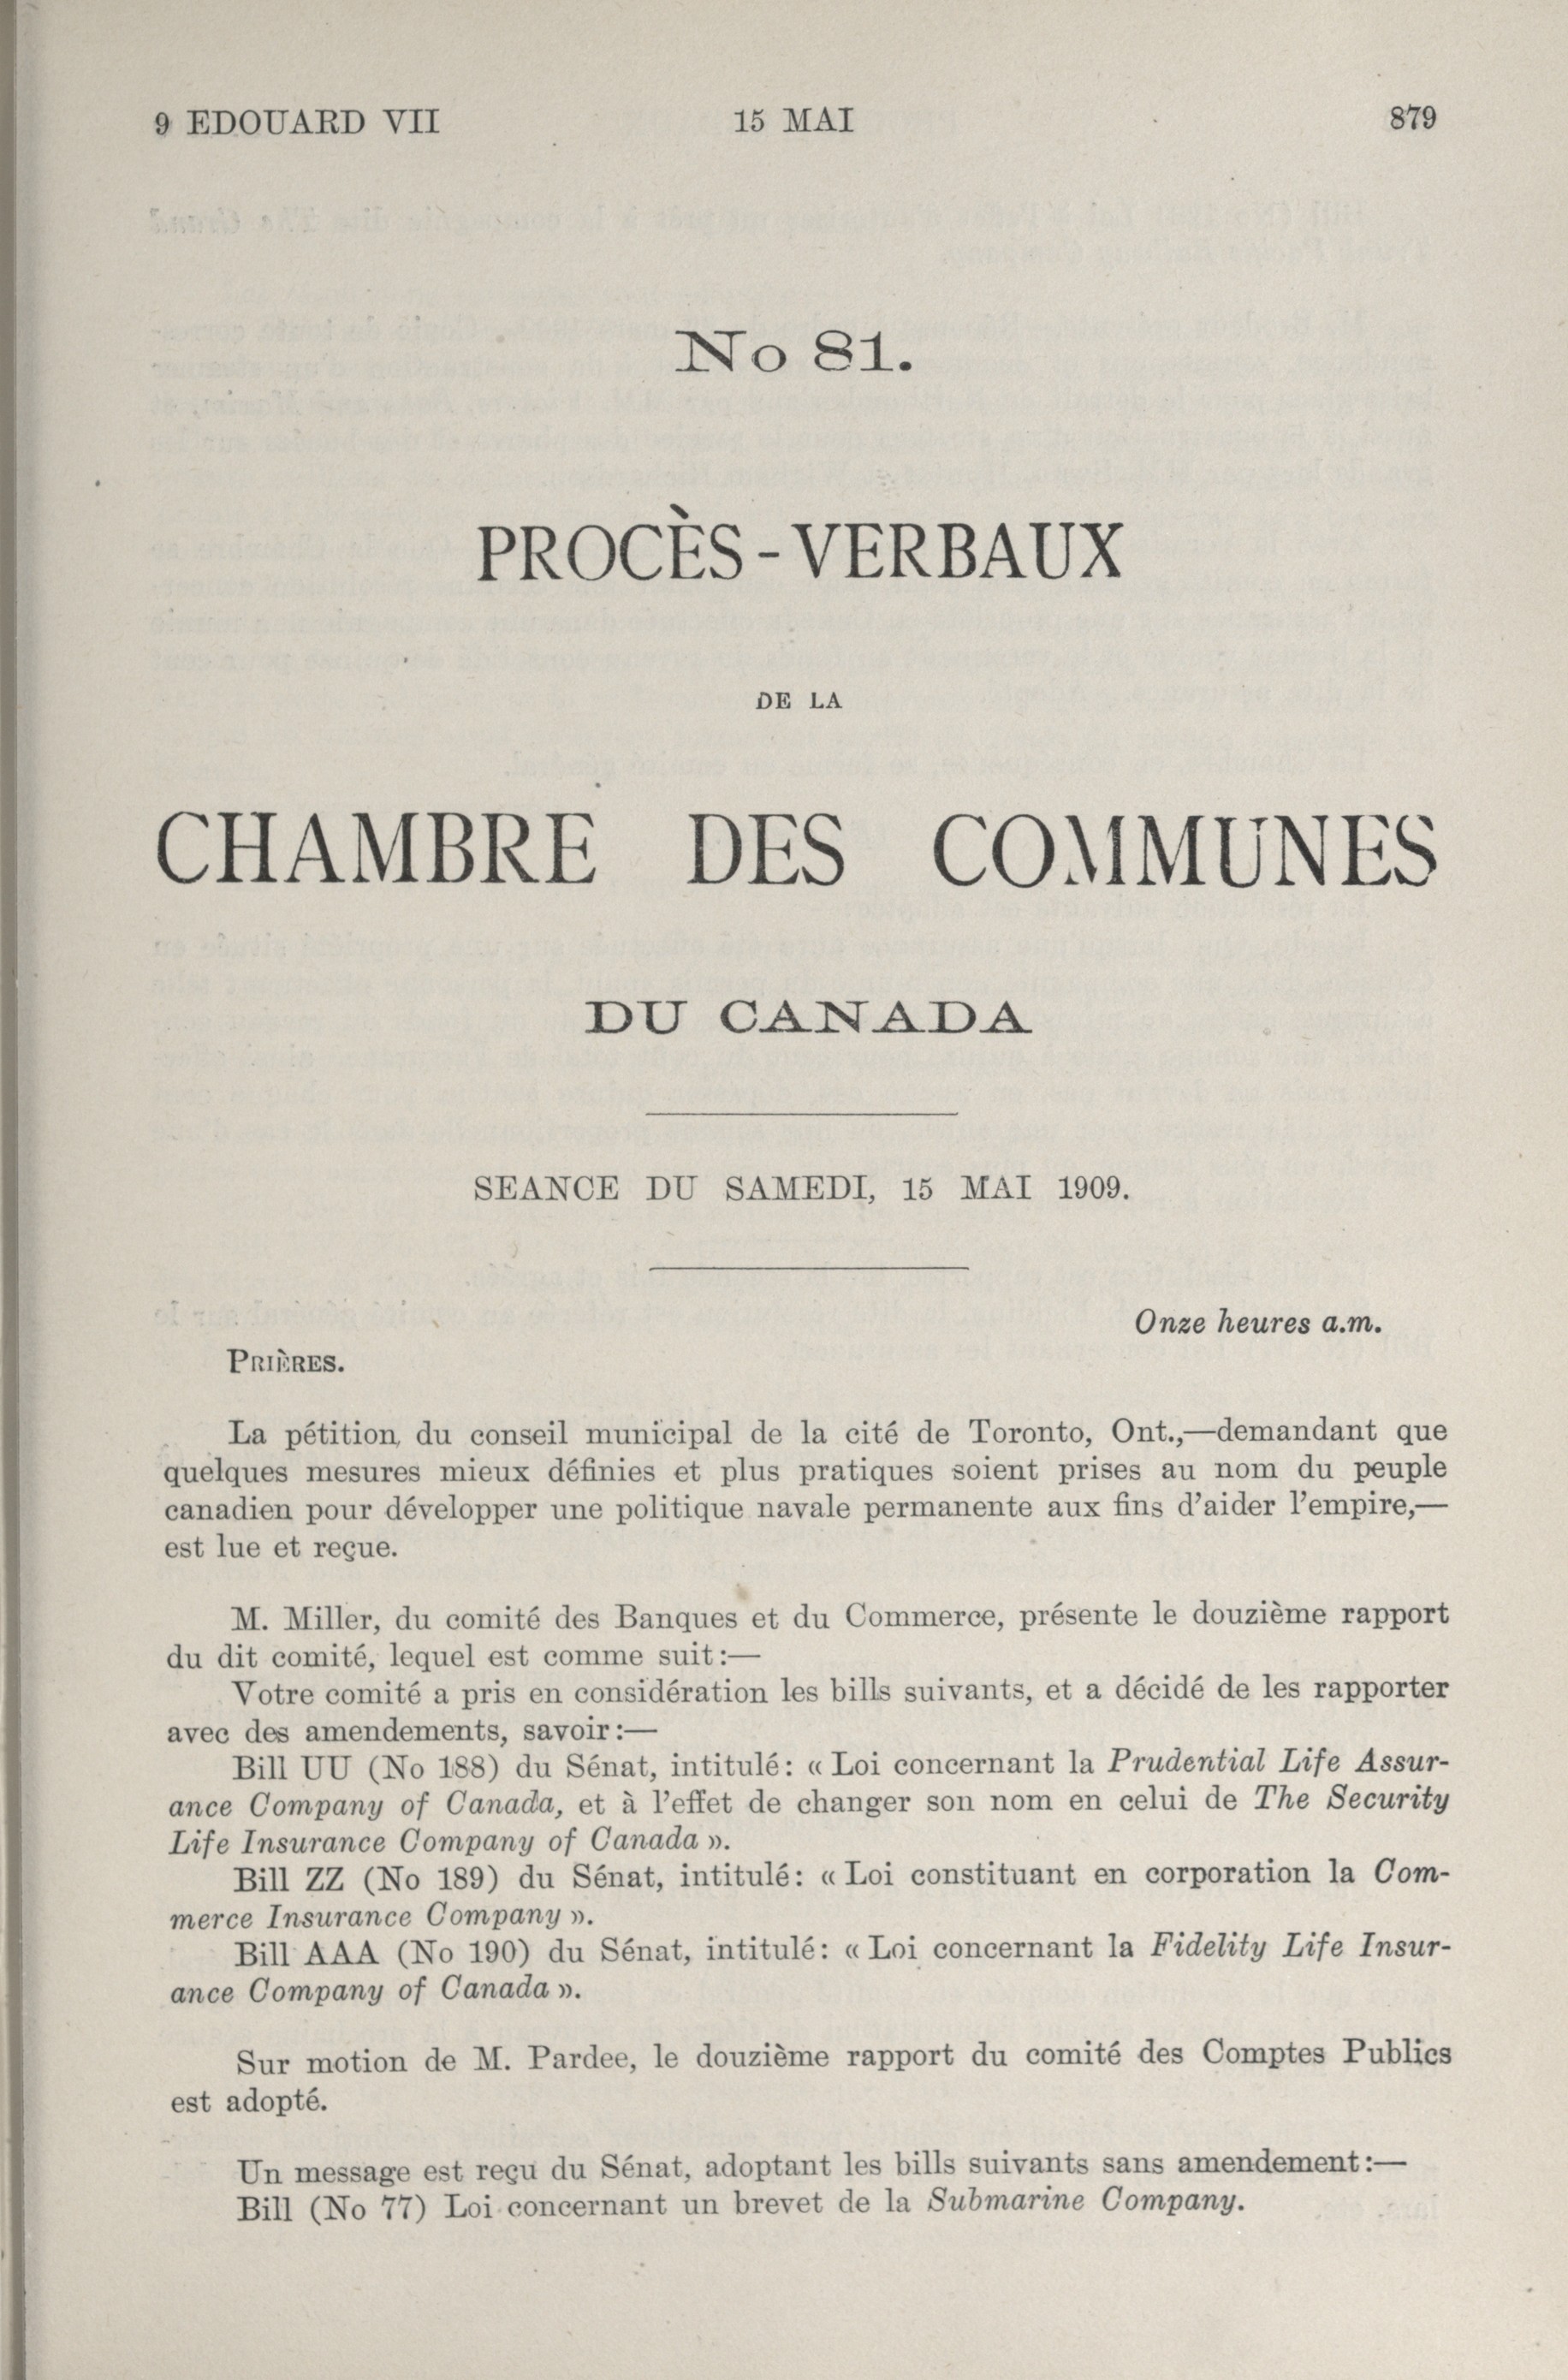 9 EDOUARD VII 15 MAI 879
No 81.
PROCÈS-VERBAUX
DE LA
CHAMBRE DES COMMUNES
DU CANADA
SEANCE DU SAMEDI, 15 MAI 1909.
Onze heures a.m.
PRIÈRES.
La pétition du conseil municipal de la cité de Toronto, Ont.,—demandant que
quelques mesures mieux définies et plus pratiques soient prises au nom du peuple
canadien pour développer une politique navale permanente aux fins d'aider l'empire,—
est lue et reçue.
M. Miller, du comité des Banques et du Commerce, présente le douzième rapport
du dit comité, lequel est comme suit:—
Votre comité a pris en considération les bills suivants, et a décidé de les rapporter
avec des amendements, savoir:—
Bill UU (No 188) du Sénat, intitulé: « Loi concernant la Prudential Life Assur-
ance Company of Canada, et à l'effet de changer son nom en celui de The Security
Life Insurance Company of Canada ».
Bill ZZ (No 189) du Sénat, intitulé: « Loi constituant en corporation la Com-
merce Insurance Company ».
Bill AAA (No 190) du Sénat, intitulé: « Loi concernant la Fidelity Life Insur-
ance Company of Canada ».
Sur motion de M. Pardee, le douzième rapport du comité des Comptes Publics
est adopté.
Un message est reçu du Sénat, adoptant les bills suivants sans amendement:—
Bill (No 77) Loi concernant un brevet de la Submarine Company.